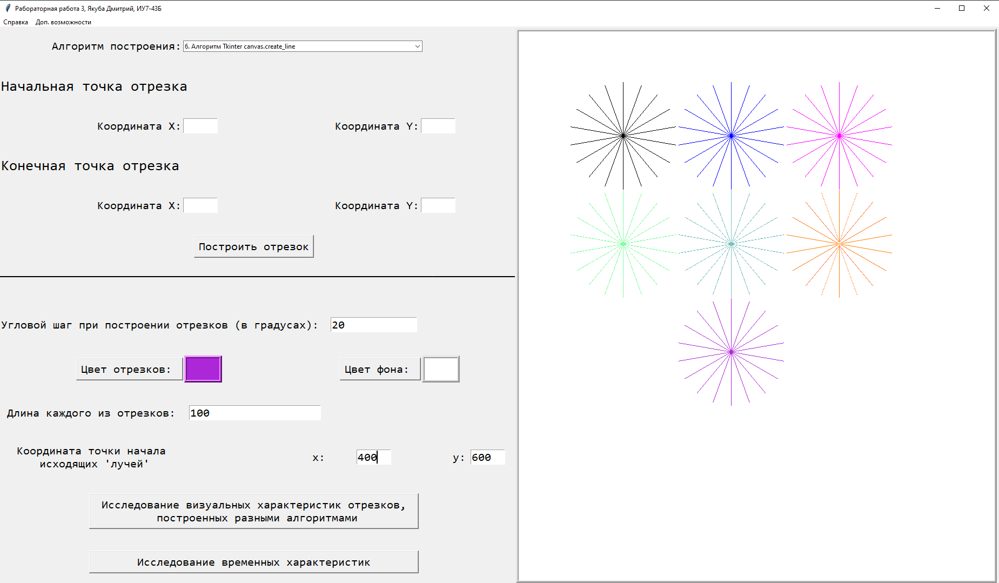 Рабораторная работа 3, Якуба Дмитрий, ИУ7-43Б
Справка Доп. возможности
Алгоритм построения: 6. Алгоритм Tkinter canvas.create_line
Начальная точка отрезка
Координата X: Координата Y:
Конечная точка отрезка
Координата X: Координата Y:
Построить отрезок
Угловой шаг при построении отрезков (в градусах): 20
Цвет отрезков: Цвет фона:
Длина каждого из отрезков: 100
Координата точки начала
исходящих 'лучей'
x: 400 y: 600
Исследование визуальных характеристик отрезков,
построенных разными алгоритмами
Исследование временных характеристик